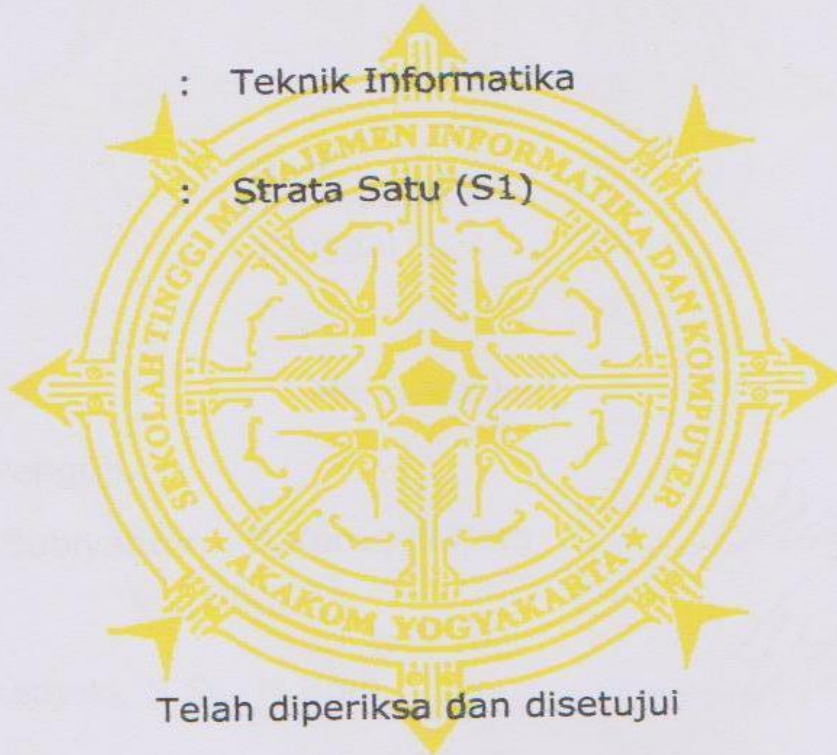 : Teknik Informatika
: Strata Satu (S1)
SEKOLAH TINGGI MANAJEMEN INFORMATIKA DAN KOMPUTER
★ AKAKOM YOGYAKARTA ★
Telah diperiksa dan disetujui